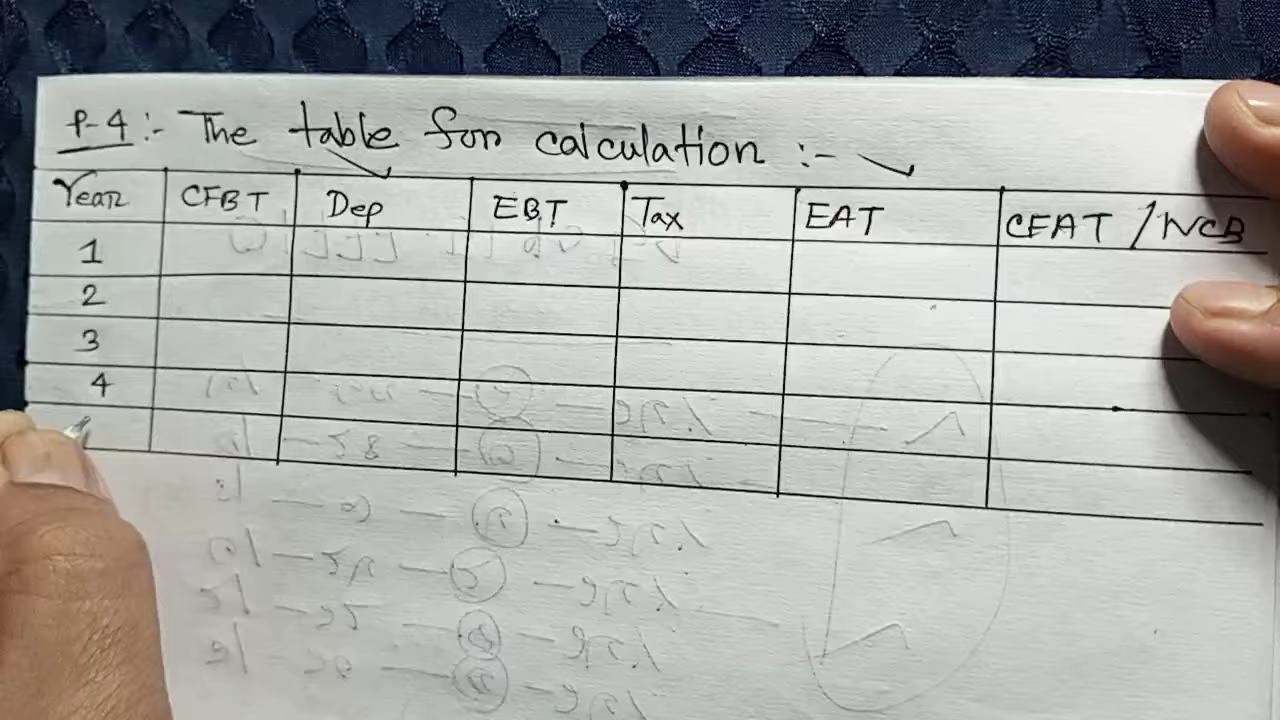 P-4:- The table for calculation :-
Year CFBT Dep EBT Tax EAT CFAT / NCB
1
2
3
4